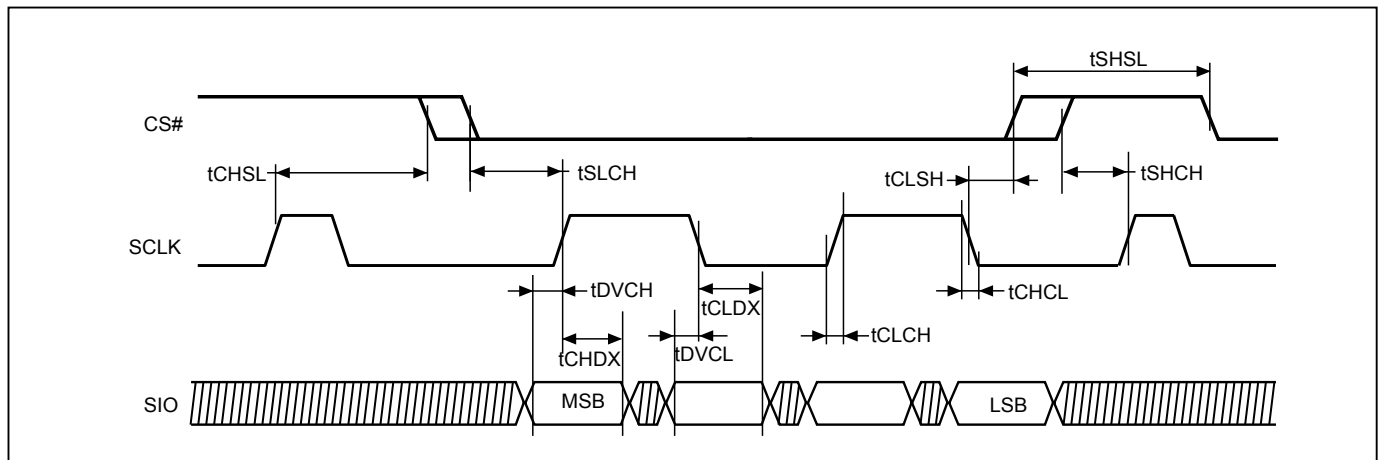 tSHSL
CS#
tCHSL
tSLCH
tCLSH
tSHCH
SCLK
tDVCH
tCLDX
tCHCL
tCHDX
tDVCL
tCLCH
SIO
MSB
LSB